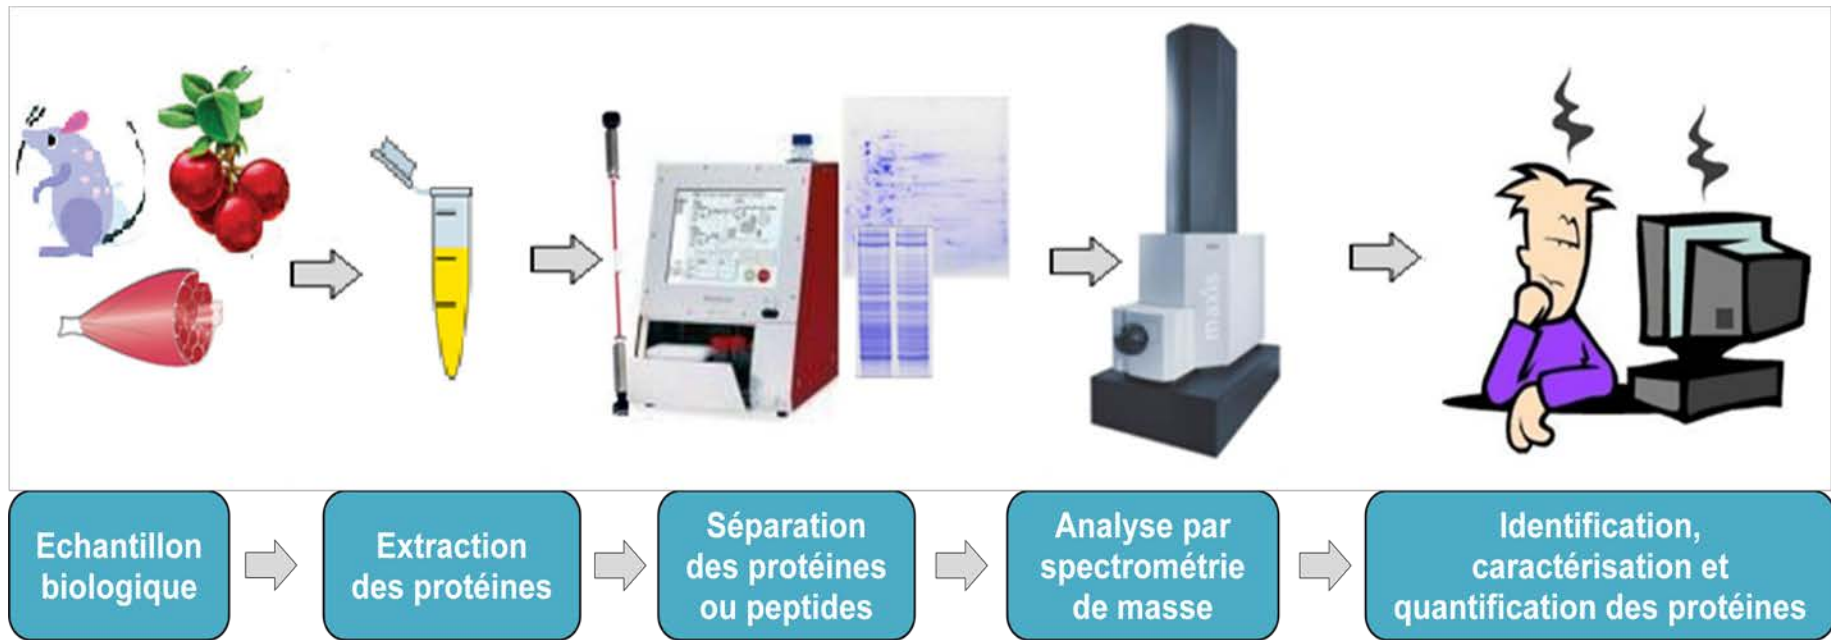 maxis
Echantillon
biologique
Extraction
des protéines
Séparation
des protéines
ou peptides
Analyse par
spectrométrie
de masse
Identification,
caractérisation et
quantification des protéines